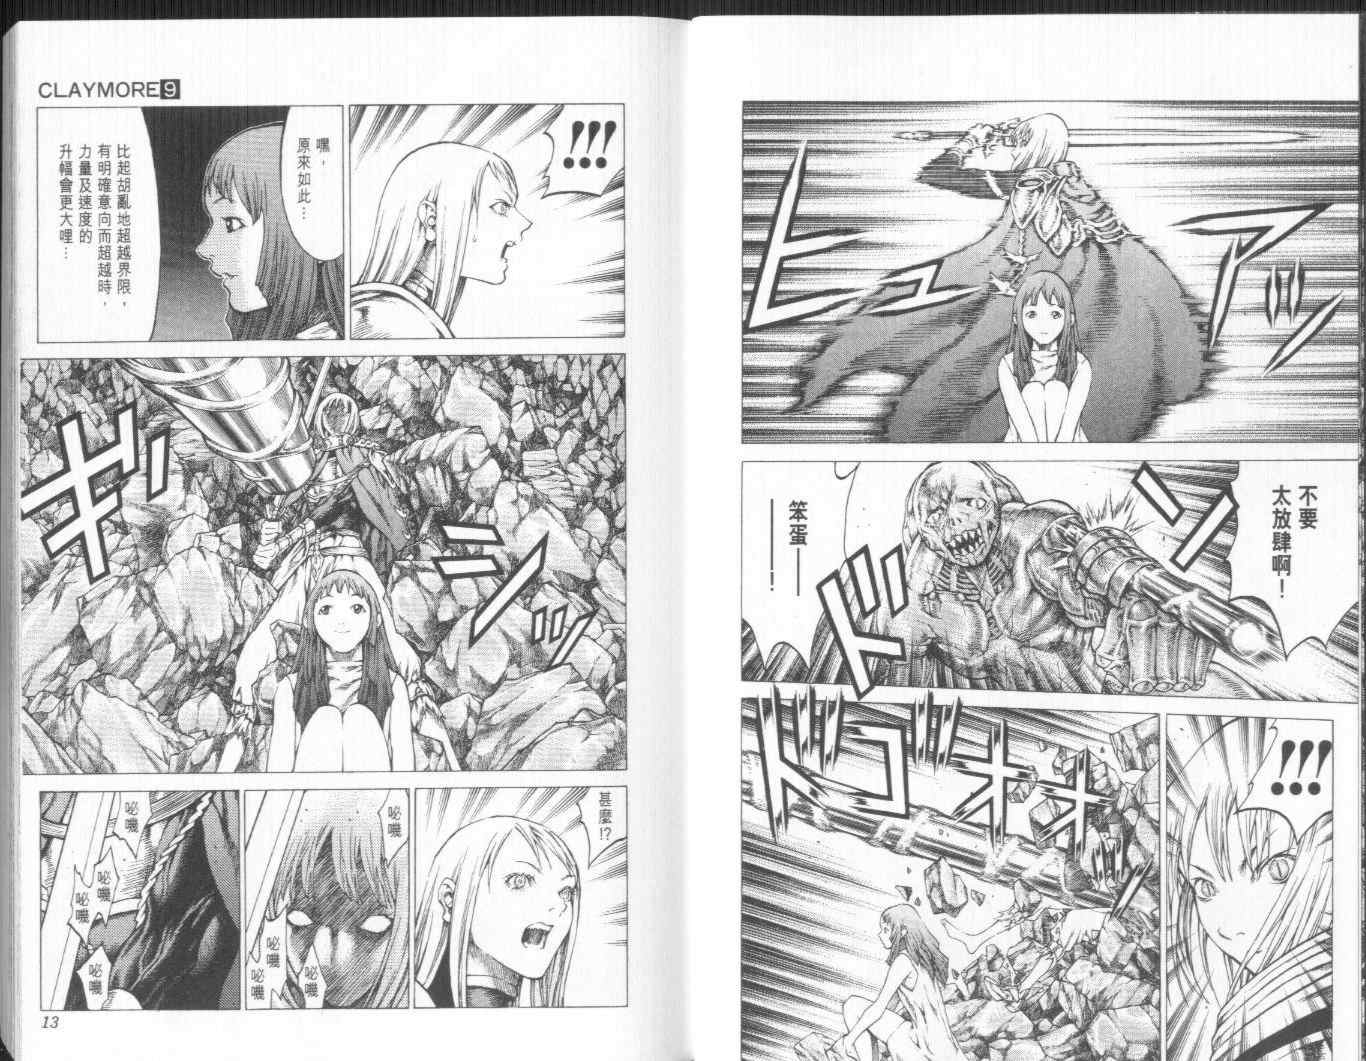 ヒュ
アッ
不要
太放肆啊！
笨蛋——！
ドン
!!!
ドゴオオ
CLAYMORE 9
!!!
嘿，
原來如此…
比起胡亂地超越界限，
有明確意向而超越時，
力量及速度的
升幅會更大哩…
ギシッ
甚麼!?
咇嘰
咇嘰
咇嘰
咇嘰
咇嘰
咇嘰
咇嘰
咇嘰
13